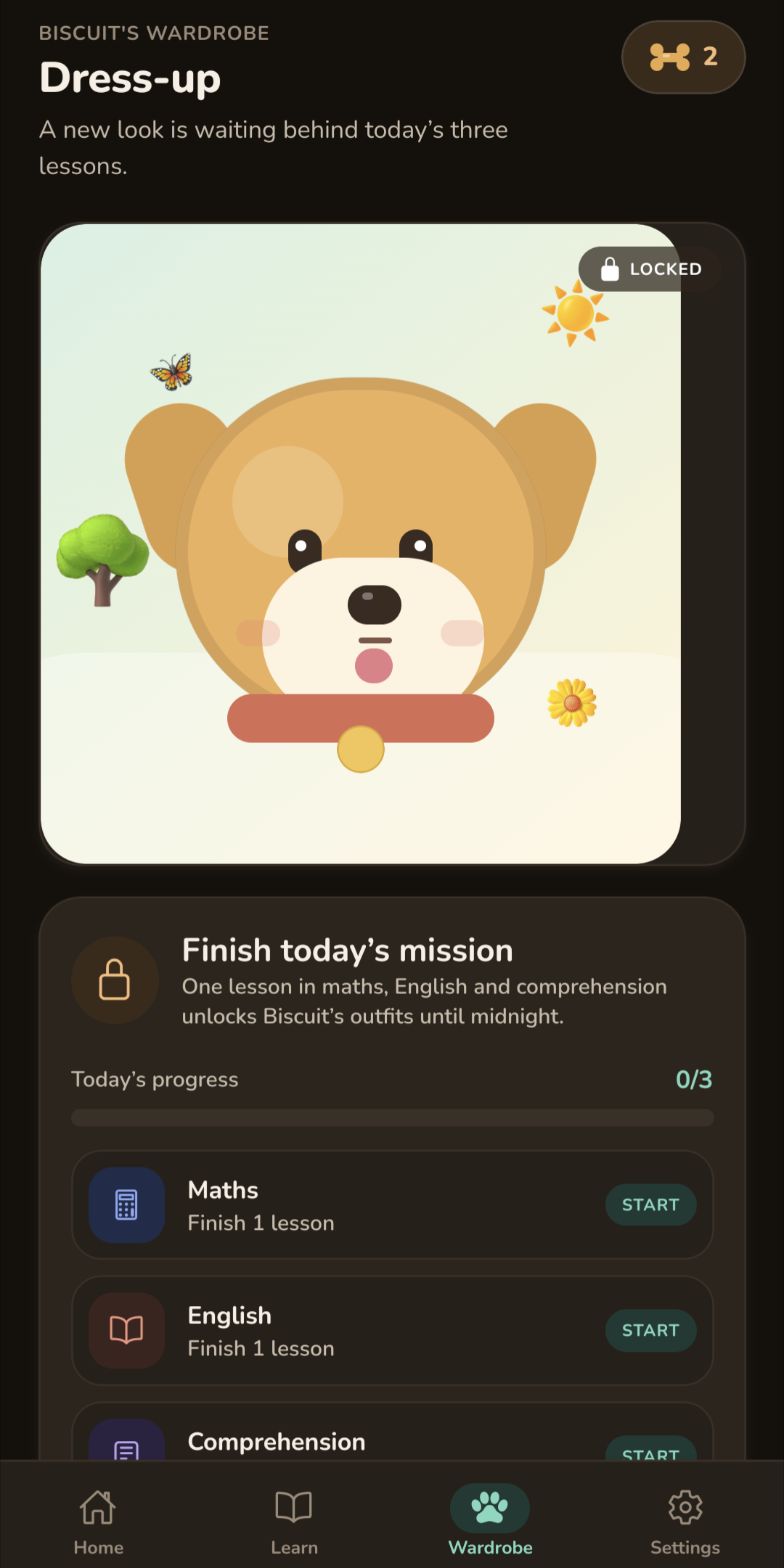 BISCUIT'S WARDROBE
2
Dress-up
A new look is waiting behind today’s three
lessons.
LOCKED
Finish today’s mission
One lesson in maths, English and comprehension
unlocks Biscuit’s outfits until midnight.
Today’s progress
0/3
Maths
Finish 1 lesson
START
English
Finish 1 lesson
START
Comprehension
START
Home
Learn
Wardrobe
Settings